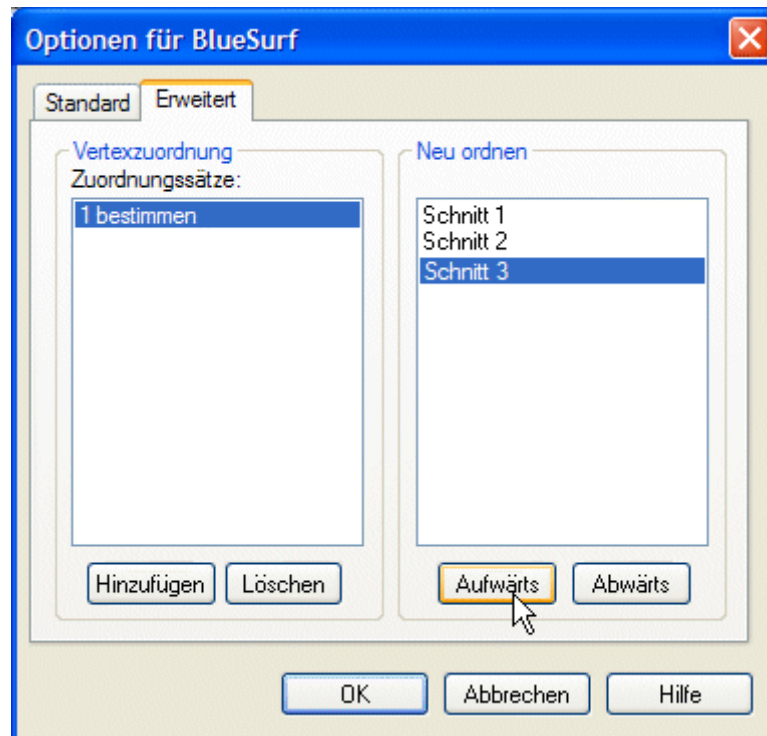 Optionen für BlueSurf
Standard
Erweitert
Vertexzuordnung
Zuordnungssätze:
1 bestimmen
Hinzufügen
Löschen
Neu ordnen
Schnitt 1
Schnitt 2
Schnitt 3
Aufwärts
Abwärts
OK
Abbrechen
Hilfe